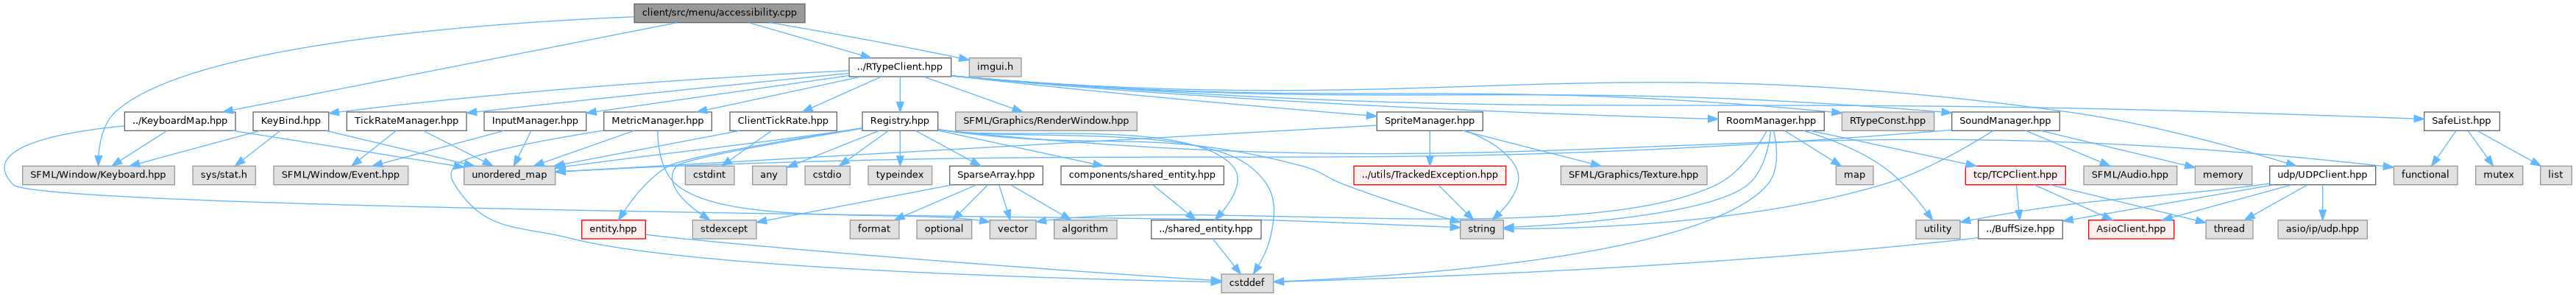 client/src/menu/accessibility.cpp
../RTypeClient.hpp
imgui.h
../KeyboardMap.hpp
KeyBind.hpp
TickRateManager.hpp
InputManager.hpp
MetricManager.hpp
ClientTickRate.hpp
Registry.hpp
SFML/Graphics/RenderWindow.hpp
SpriteManager.hpp
RoomManager.hpp
RTypeConst.hpp
SoundManager.hpp
SafeList.hpp
SFML/Window/Keyboard.hpp
sys/stat.h
SFML/Window/Event.hpp
unordered_map
cstdint
any
cstdio
typeindex
SparseArray.hpp
components/shared_entity.hpp
../utils/TrackedException.hpp
SFML/Graphics/Texture.hpp
map
tcp/TCPClient.hpp
SFML/Audio.hpp
memory
udp/UDPClient.hpp
functional
mutex
list
entity.hpp
stdexcept
format
optional
vector
algorithm
../shared_entity.hpp
string
utility
../BuffSize.hpp
AsioClient.hpp
thread
asio/ip/udp.hpp
cstddef